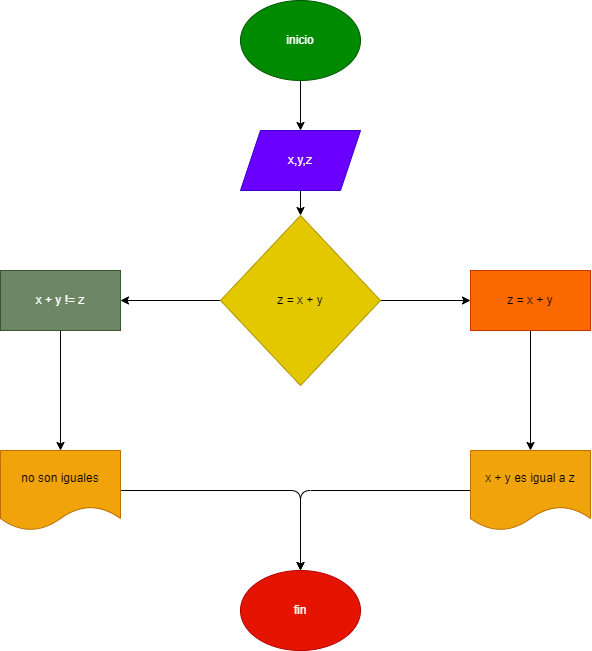 inicio
x,y,z
x + y != z
z = x + y
z = x + y
no son iguales
x + y es igual a z
fin